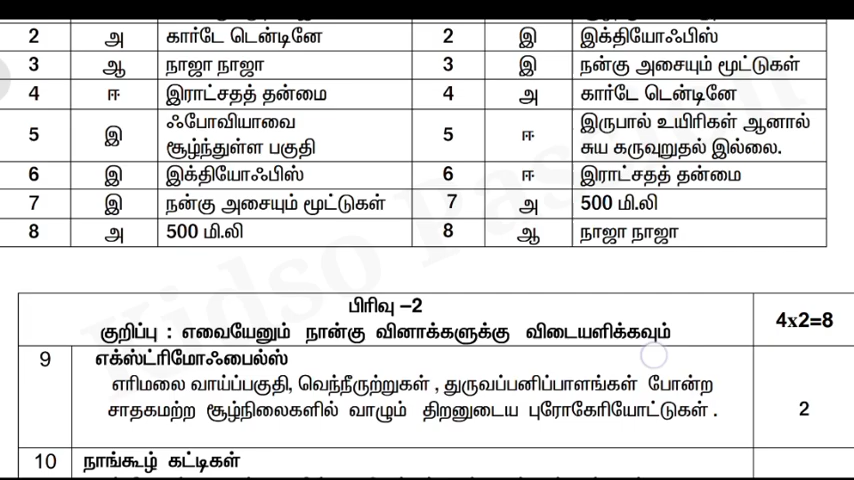 2 அ கார்டே டென்டினே 2 இ இக்தியோஃபிஸ்
3 ஆ நாஜா நாஜா 3 இ நன்கு அசையும் மூட்டுகள்
4 ஈ இராட்சதத் தன்மை 4 அ கார்டே டென்டினே
5 இ ஃபோவியாவை சூழ்ந்துள்ள பகுதி 5 ஈ இருபால் உயிரிகள் ஆனால் சுய கருவுறுதல் இல்லை.
6 இ இக்தியோஃபிஸ் 6 ஈ இராட்சதத் தன்மை
7 இ நன்கு அசையும் மூட்டுகள் 7 அ 500 மி.லி
8 அ 500 மி.லி 8 ஆ நாஜா நாஜா
பிரிவு –2
குறிப்பு : எவையேனும் நான்கு வினாக்களுக்கு விடையளிக்கவும் 4x2=8
9 எக்ஸ்ட்ரிமோஃபைல்ஸ்
எரிமலை வாய்ப்பகுதி, வெந்நீருற்றுகள் , துருவப்பனிப்பாளங்கள் போன்ற
சாதகமற்ற சூழ்நிலைகளில் வாழும் திறனுடைய புரோகேரியோட்டுகள் . 2
10 நாங்கூழ் கட்டிகள்